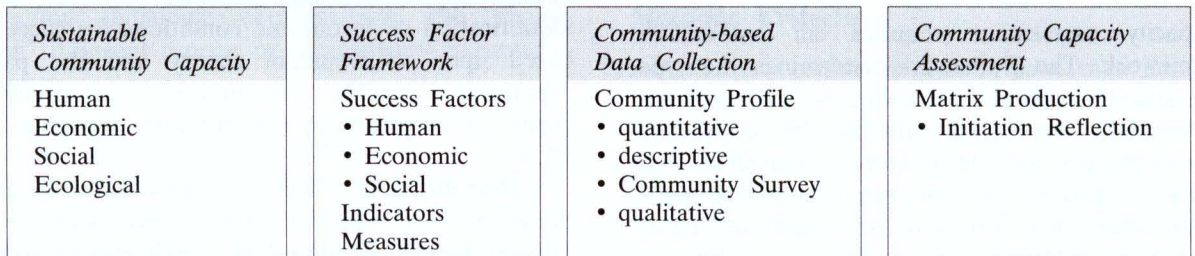 Sustainable
Community Capacity
Human
Economic
Social
Ecological
Success Factor
Framework
Success Factors
• Human
• Economic
• Social
Indicators
Measures
Community-based
Data Collection
Community Profile
• quantitative
• descriptive
• Community Survey
• qualitative
Community Capacity
Assessment
Matrix Production
• Initiation Reflection